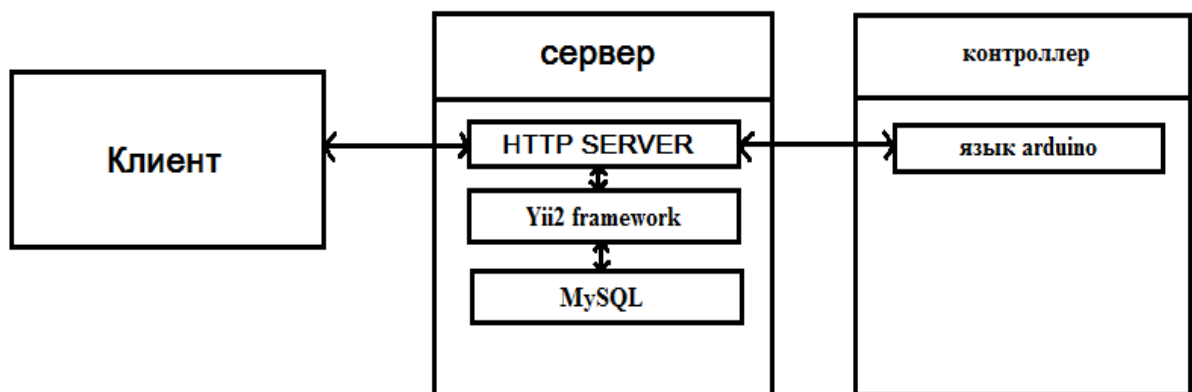 Клиент
сервер
HTTP SERVER
Yii2 framework
MySQL
контроллер
язык arduino